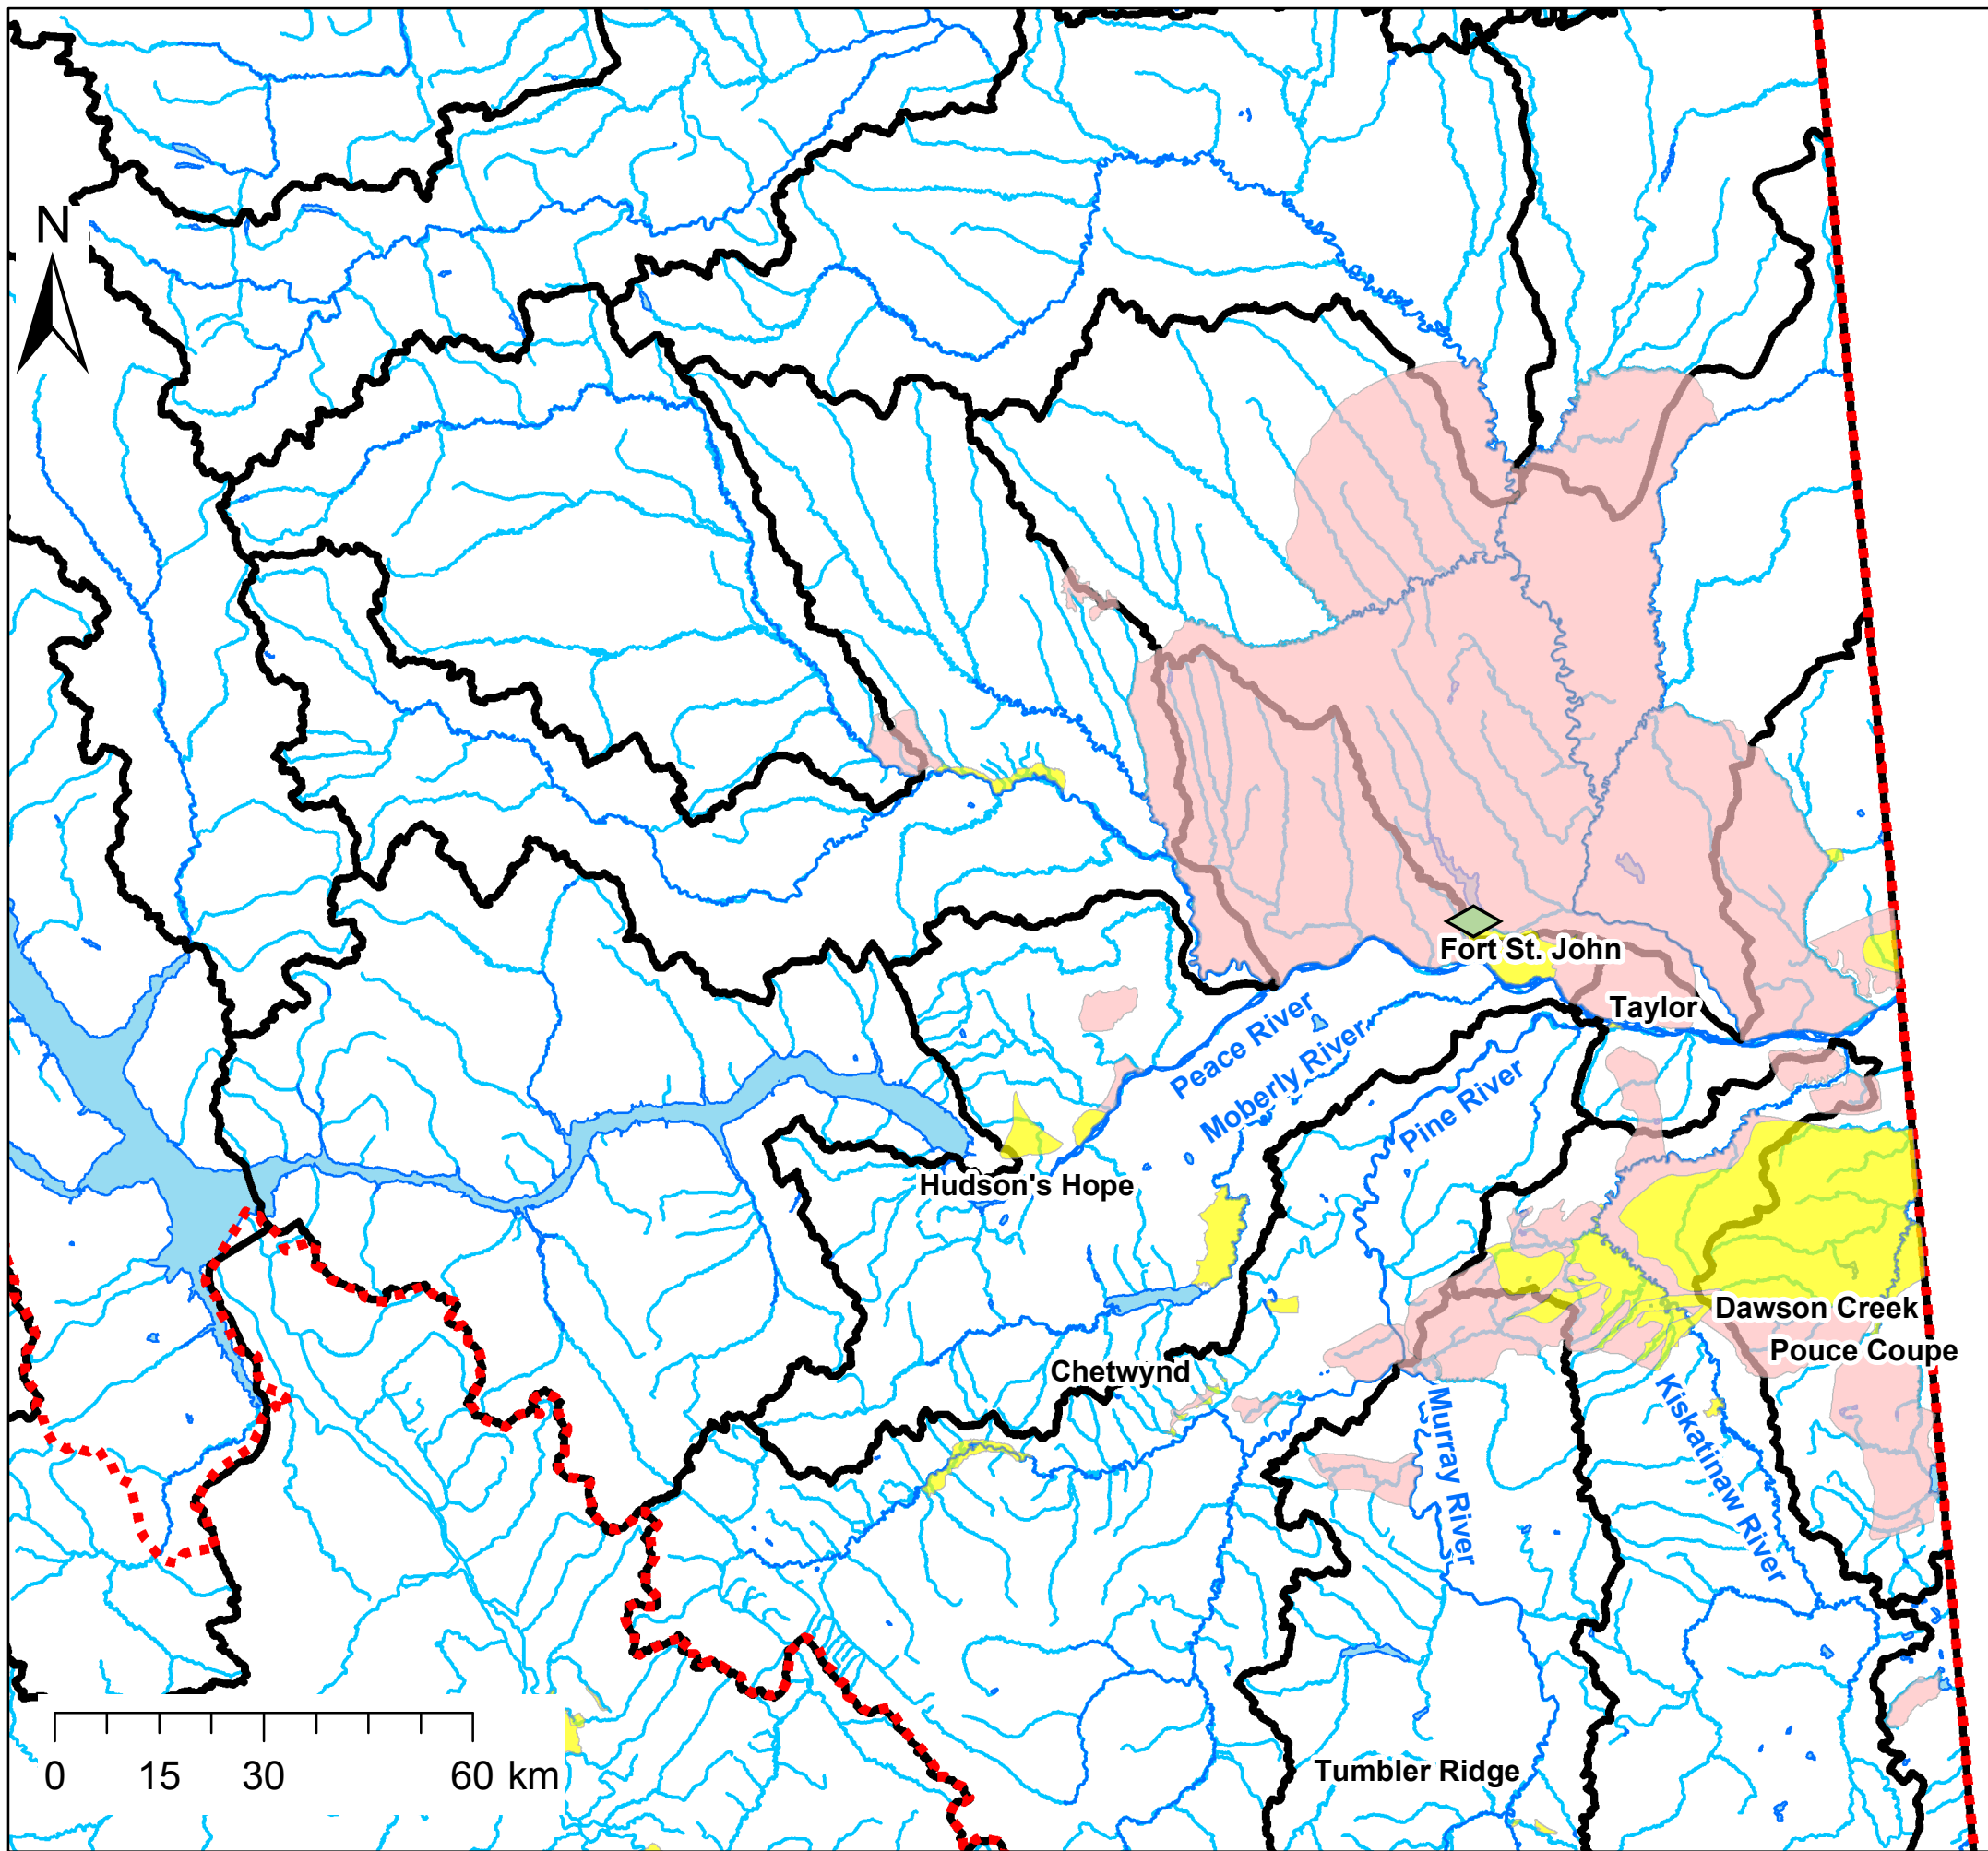 N
Fort St. John
Taylor
Peace River
Moberly River
Pine River
Hudson's Hope
Dawson Creek
Pouce Coupe
Chetwynd
Murray River
Kiskatinaw River
Tumbler Ridge
0 15 30 60 km